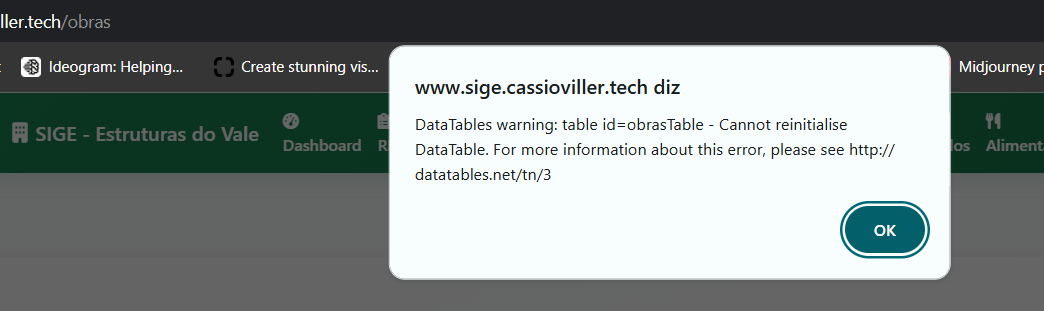 ller.tech/obras
Ideogram: Helping...
Create stunning vis...
Midjourney p
www.sige.cassioviller.tech diz
DataTables warning: table id=obrasTable - Cannot reinitialise
DataTable. For more information about this error, please see http://
datatables.net/tn/3
OK
SIGE - Estruturas do Vale
Dashboard
R
los
Aliment